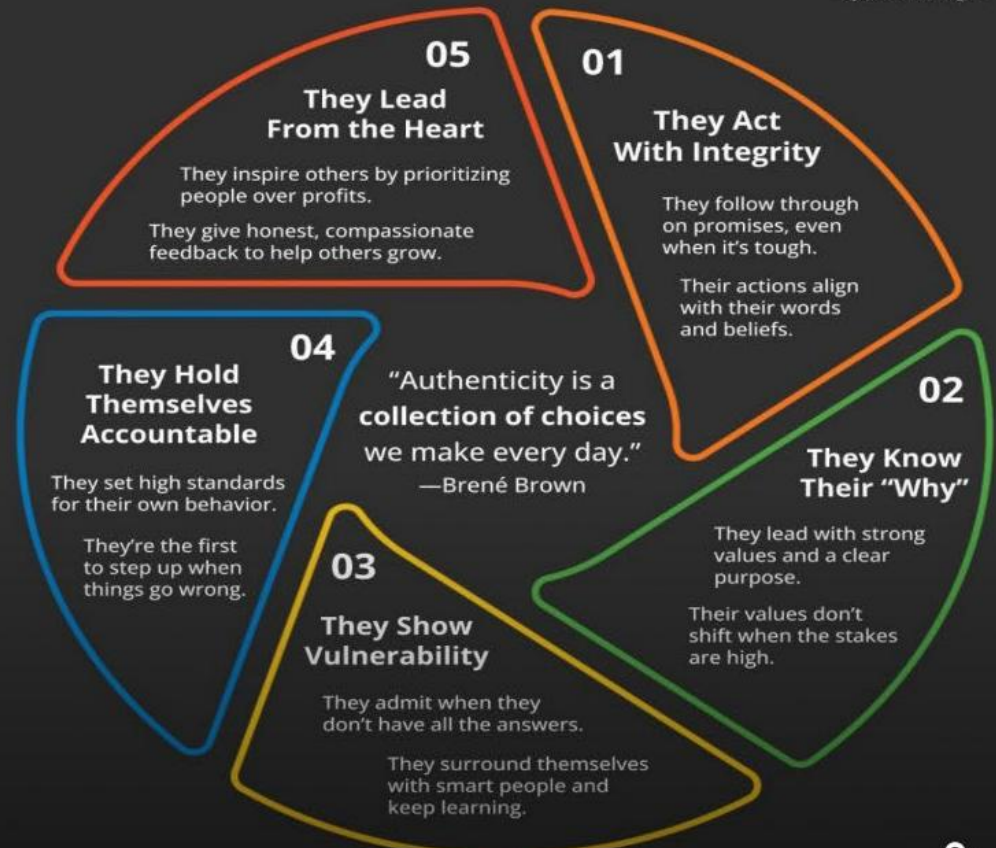 01
They Act
With Integrity
They follow through
on promises, even
when it's tough.
Their actions align
with their words
and beliefs.
02
They Know
Their “Why”
They lead with strong
values and a clear
purpose.
Their values don't
shift when the stakes
are high.
03
They Show
Vulnerability
They admit when they
don't have all the answers.
They surround themselves
with smart people and
keep learning.
04
They Hold
Themselves
Accountable
They set high standards
for their own behavior.
They're the first
to step up when
things go wrong.
05
They Lead
From the Heart
They inspire others by prioritizing
people over profits.
They give honest, compassionate
feedback to help others grow.
“Authenticity is a
collection of choices
we make every day.”
—Brené Brown